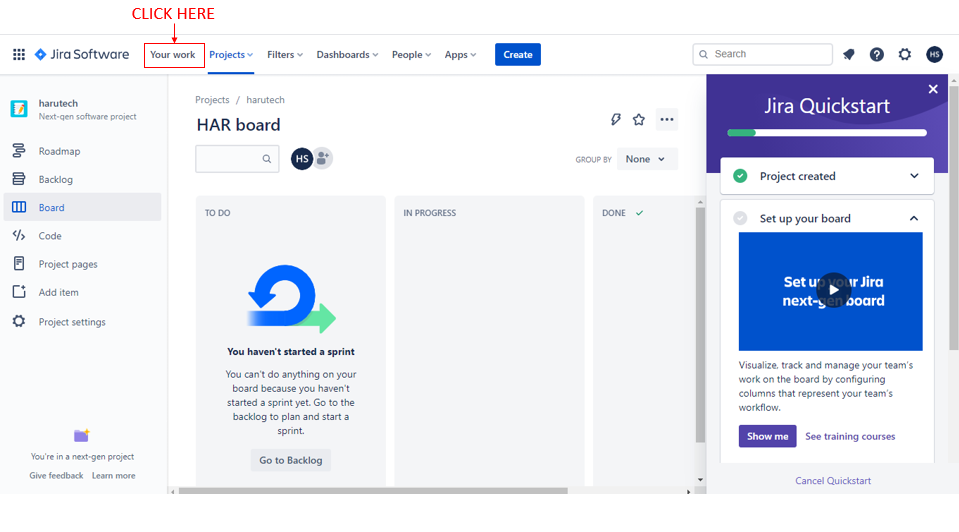 CLICK HERE
Jira Software
Your work
Projects
Filters
Dashboards
People
Apps
Create
Search
HS
harutech
Next-gen software project
Roadmap
Backlog
Board
Code
Project pages
Add item
Project settings
You're in a next-gen project
Give feedback Learn more
Projects / harutech
HAR board
HS
GROUP BY None
TO DO
IN PROGRESS
DONE
You haven't started a sprint
You can't do anything on your
board because you haven't
started a sprint yet. Go to the
backlog to plan and start a
sprint.
Go to Backlog
Jira Quickstart
Project created
Set up your board
Set up your Jira
next-gen board
Visualize, track and manage your team's
work on the board by configuring
columns that represent your team's
workflow.
Show me
See training courses
Cancel Quickstart